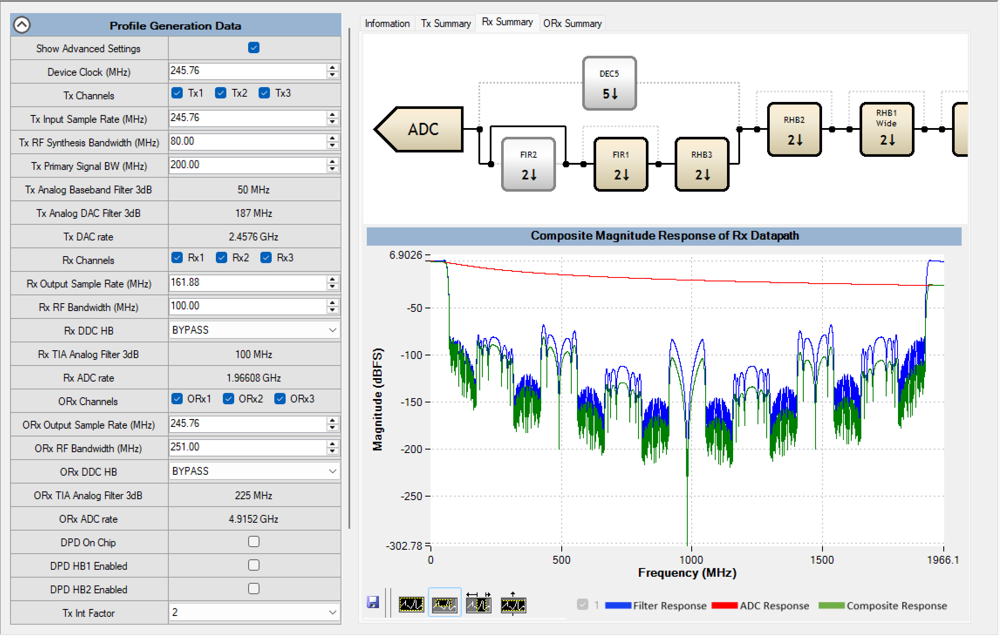 Profile Generation Data
Show Advanced Settings
Device Clock (MHz) 245.76
Tx Channels Tx1 Tx2 Tx3
Tx Input Sample Rate (MHz) 245.76
Tx RF Synthesis Bandwidth (MHz) 80.00
Tx Primary Signal BW (MHz) 200.00
Tx Analog Baseband Filter 3dB 50 MHz
Tx Analog DAC Filter 3dB 187 MHz
Tx DAC rate 2.4576 GHz
Rx Channels Rx1 Rx2 Rx3
Rx Output Sample Rate (MHz) 161.88
Rx RF Bandwidth (MHz) 100.00
Rx DDC HB BYPASS
Rx TIA Analog Filter 3dB 100 MHz
Rx ADC rate 1.96608 GHz
ORx Channels ORx1 ORx2 ORx3
ORx Output Sample Rate (MHz) 245.76
ORx RF Bandwidth (MHz) 251.00
ORx DDC HB BYPASS
ORx TIA Analog Filter 3dB 225 MHz
ORx ADC rate 4.9152 GHz
DPD On Chip
DPD HB1 Enabled
DPD HB2 Enabled
Tx Int Factor 2
Information Tx Summary Rx Summary ORx Summary
DEC5
5↓
ADC
FIR2
2↓
FIR1
2↓
RHB3
2↓
RHB2
2↓
RHB1
Wide
2↓
Composite Magnitude Response of Rx Datapath
Magnitude (dBFS)
6.9026
-50
-100
-150
-200
-250
-302.78
0 500 1000 1500 1966.1
Frequency (MHz)
1 Filter Response ADC Response Composite Response